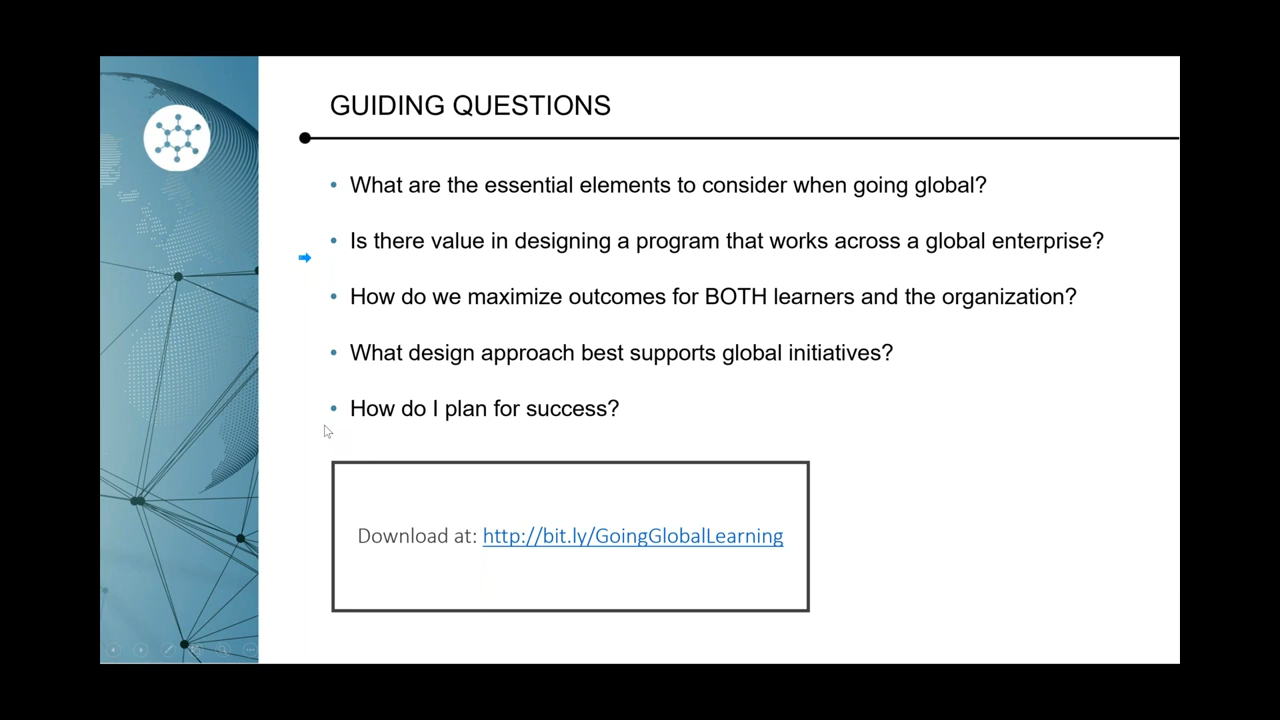 GUIDING QUESTIONS
• What are the essential elements to consider when going global?
• Is there value in designing a program that works across a global enterprise?
• How do we maximize outcomes for BOTH learners and the organization?
• What design approach best supports global initiatives?
• How do I plan for success?
Download at: http://bit.ly/GoingGlobalLearning